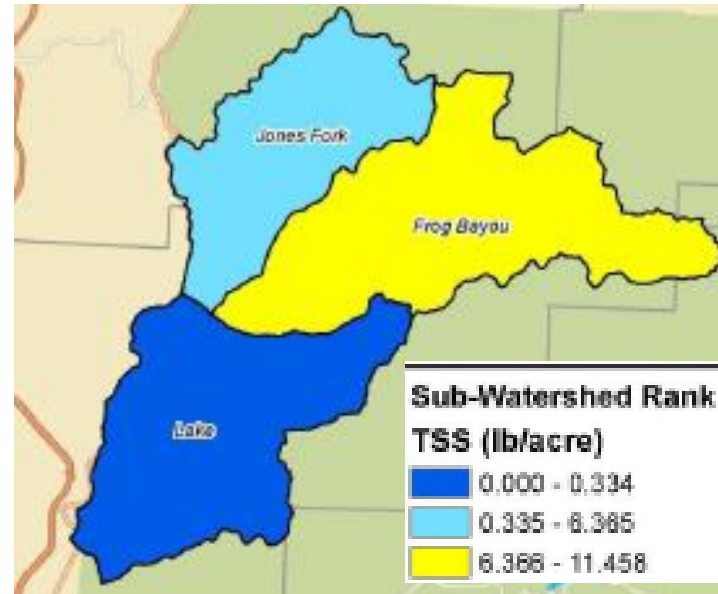 Jones Fork
Frog Bayou
Lake
Sub-Watershed Rank
TSS (lb/acre)
0.000 - 0.334
0.335 - 6.365
6.366 - 11.458